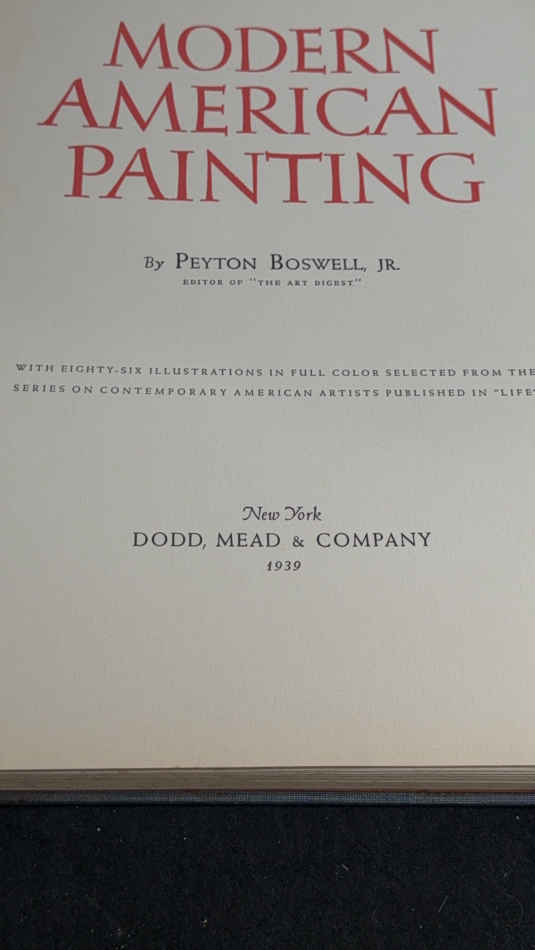 MODERN
AMERICAN
PAINTING
By PEYTON BOSWELL, JR.
EDITOR OF "THE ART DIGEST"
WITH EIGHTY-SIX ILLUSTRATIONS IN FULL COLOR SELECTED FROM THE
SERIES ON CONTEMPORARY AMERICAN ARTISTS PUBLISHED IN "LIFE"
New York
DODD, MEAD & COMPANY
1939